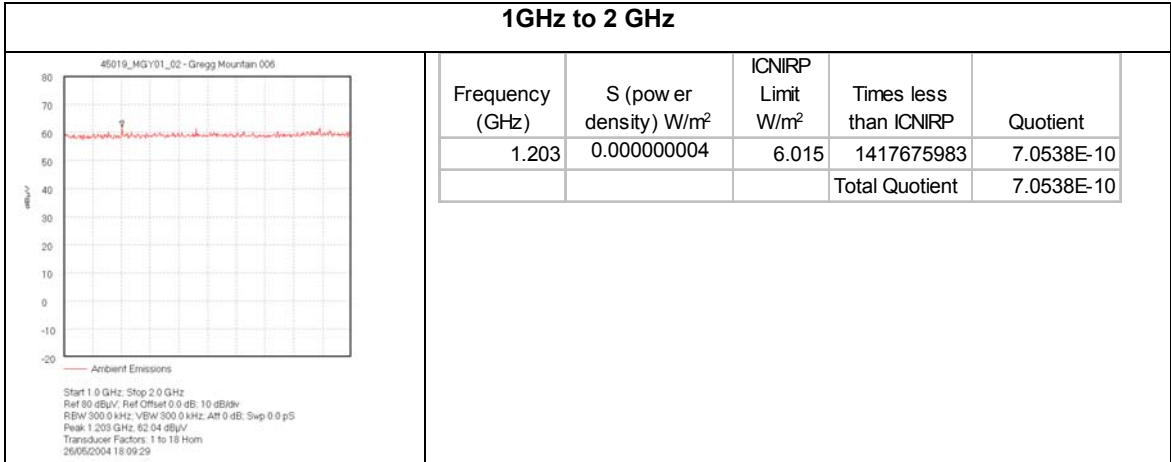 1GHz to 2 GHz
45019_MGY01_02 - Gregg Mountain 006
80
70
60
50
40
30
20
10
0
-10
-20
dBµV
Ambient Emissions
Start 1.0 GHz; Stop 2.0 GHz
Ref 80 dBµV; Ref Offset 0.0 dB; 10 dB/div
RBW 300.0 kHz; VBW 300.0 kHz; Att 0 dB; Swp 0.0 pS
Peak 1.203 GHz, 62.04 dBµV
Transducer Factors: 1 to 18 Horn
26/05/2004 18:09:29
Frequency (GHz) S (pow er density) W/m² ICNIRP Limit W/m² Times less than ICNIRP Quotient
1.203 0.000000004 6.015 1417675983 7.0538E-10
Total Quotient 7.0538E-10